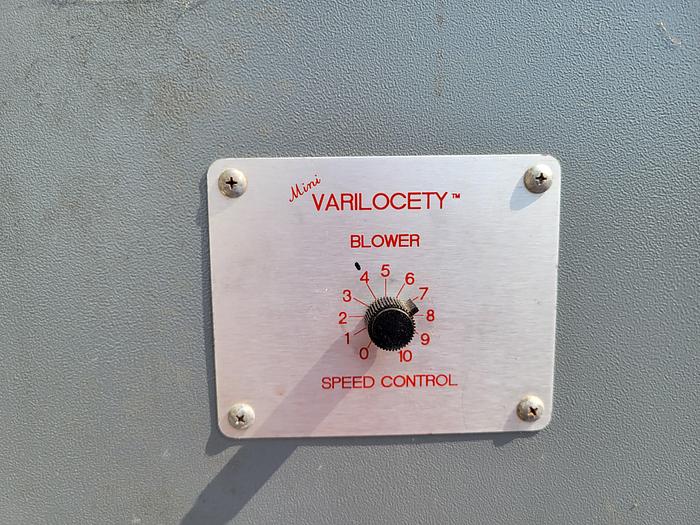 Mini
VARILOCETY™
BLOWER
5
4 6
3 7
2 8
1 9
0 10
SPEED CONTROL